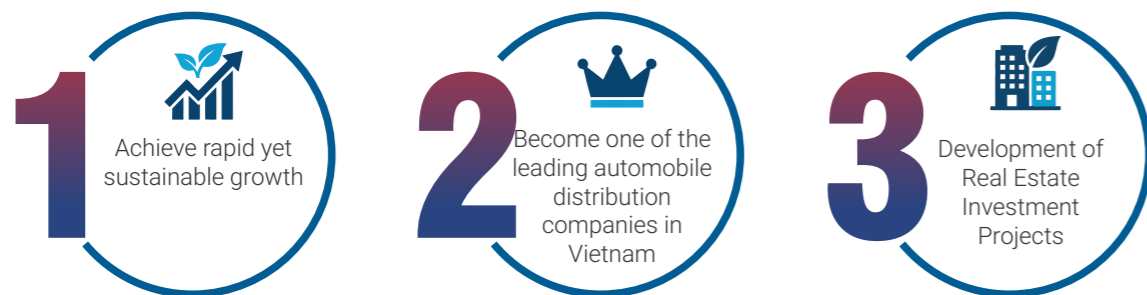 1
Achieve rapid yet
sustainable growth
2
Become one of the
leading automobile
distribution
companies in
Vietnam
3
Development of
Real Estate
Investment
Projects